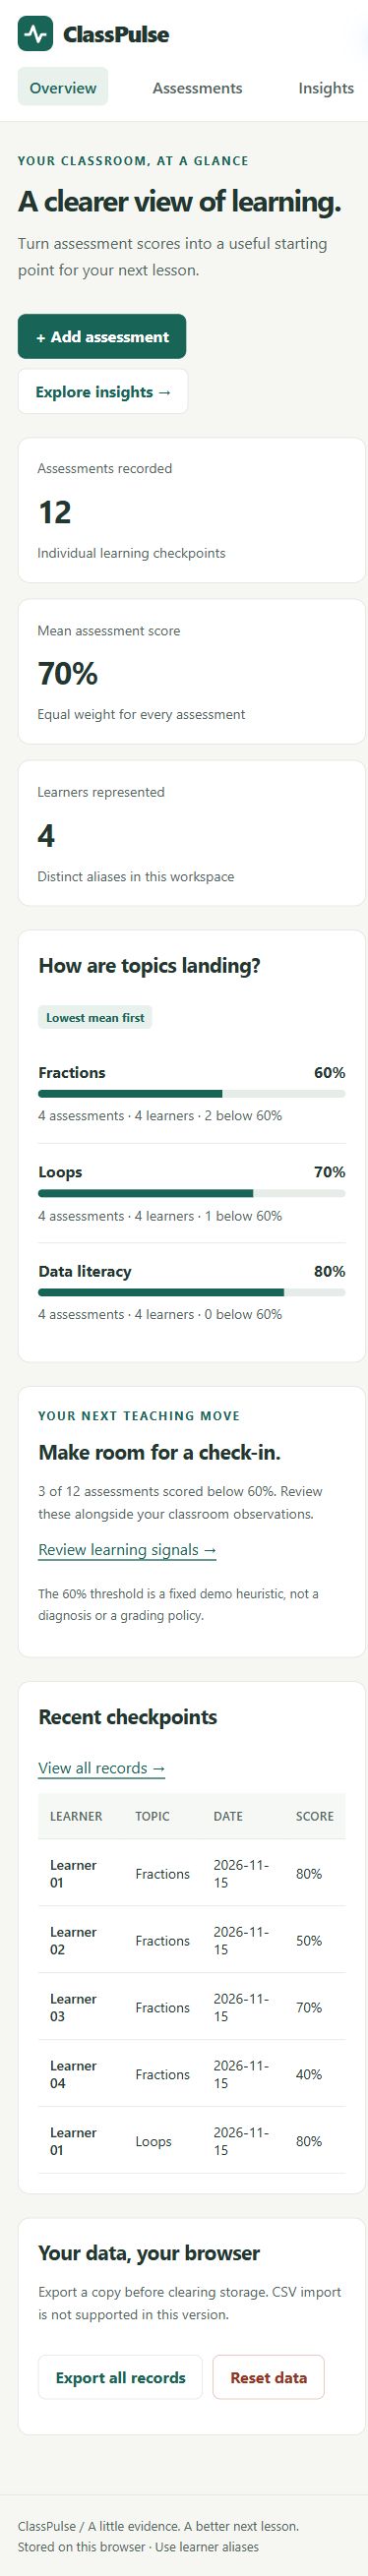 ClassPulse
Overview Assessments Insights
YOUR CLASSROOM, AT A GLANCE
A clearer view of learning.
Turn assessment scores into a useful starting
point for your next lesson.
+ Add assessment
Explore insights →
Assessments recorded
12
Individual learning checkpoints
Mean assessment score
70%
Equal weight for every assessment
Learners represented
4
Distinct aliases in this workspace
How are topics landing?
Lowest mean first
Fractions 60%
4 assessments · 4 learners · 2 below 60%
Loops 70%
4 assessments · 4 learners · 1 below 60%
Data literacy 80%
4 assessments · 4 learners · 0 below 60%
YOUR NEXT TEACHING MOVE
Make room for a check-in.
3 of 12 assessments scored below 60%. Review
these alongside your classroom observations.
Review learning signals →
The 60% threshold is a fixed demo heuristic, not a
diagnosis or a grading policy.
Recent checkpoints
View all records →
LEARNER TOPIC DATE SCORE
Learner 01 Fractions 2026-11-15 80%
Learner 02 Fractions 2026-11-15 50%
Learner 03 Fractions 2026-11-15 70%
Learner 04 Fractions 2026-11-15 40%
Learner 01 Loops 2026-11-15 80%
Your data, your browser
Export a copy before clearing storage. CSV import
is not supported in this version.
Export all records Reset data
ClassPulse / A little evidence. A better next lesson.
Stored on this browser · Use learner aliases